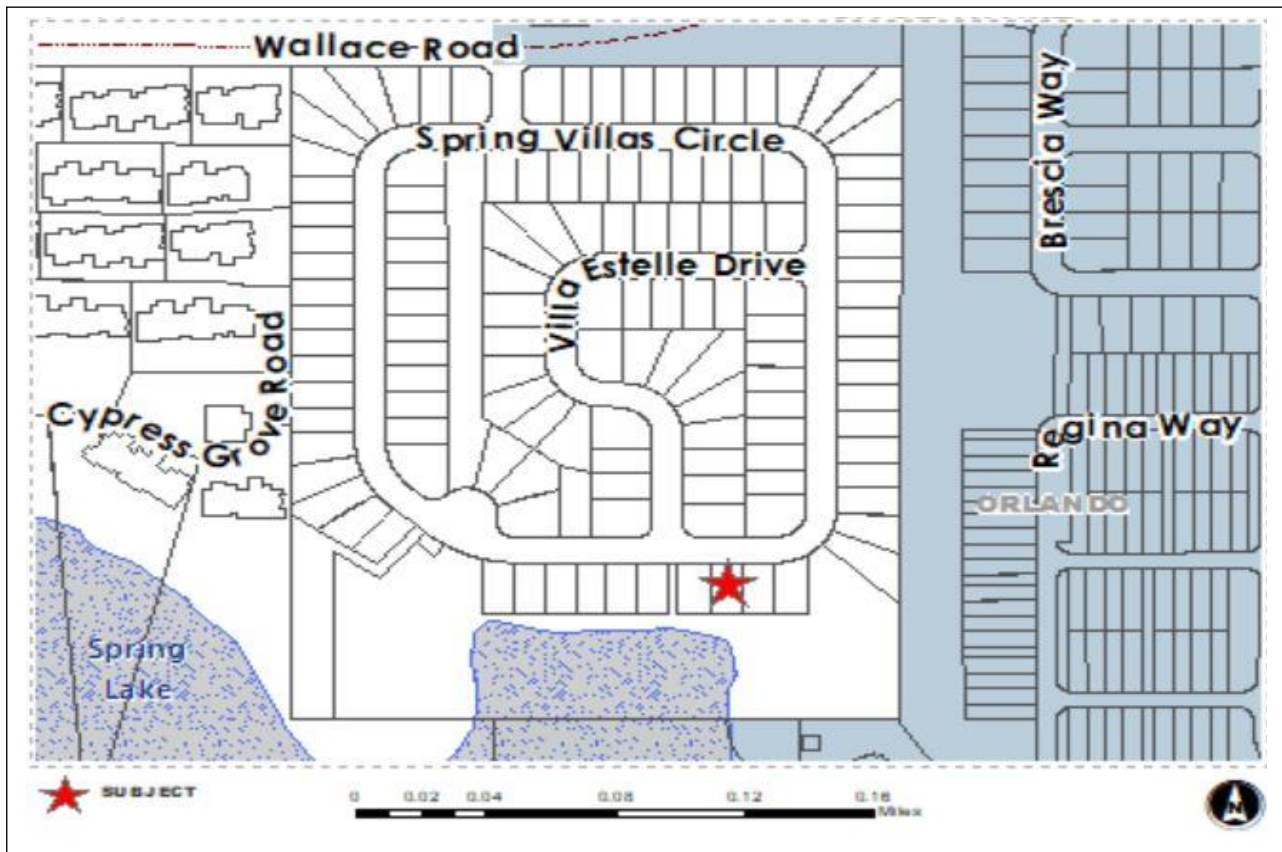 Wallace Road
Brescia Way
Spring Villas Circle
Villa Estelle Drive
Cypress Grove Road
Regina Way
ORLANDO
Spring
Lake
SUBJECT
0 0.02 0.04 0.08 0.12 0.16
Miles
N